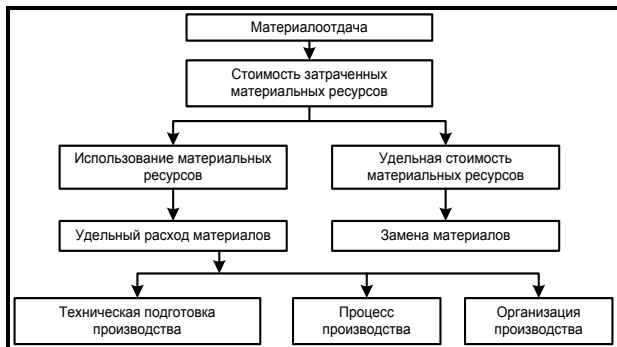 Материалоотдача
Стоимость затраченных
материальных ресурсов
Использование материальных
ресурсов
Удельная стоимость
материальных ресурсов
Удельный расход материалов
Замена материалов
Техническая подготовка
производства
Процесс
производства
Организация
производства